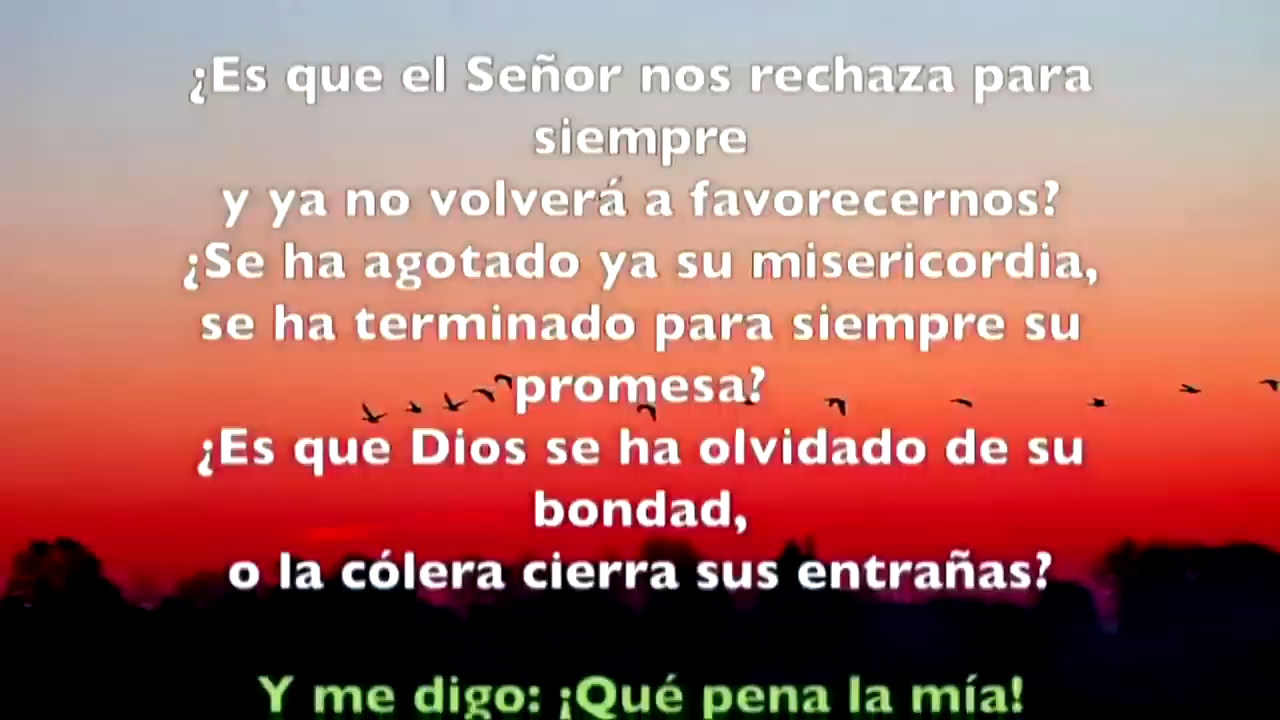 ¿Es que el Señor nos rechaza para
siempre
y ya no volverá a favorecernos?
¿Se ha agotado ya su misericordia,
se ha terminado para siempre su
promesa?
¿Es que Dios se ha olvidado de su
bondad,
o la cólera cierra sus entrañas?
Y me digo: ¡Qué pena la mía!